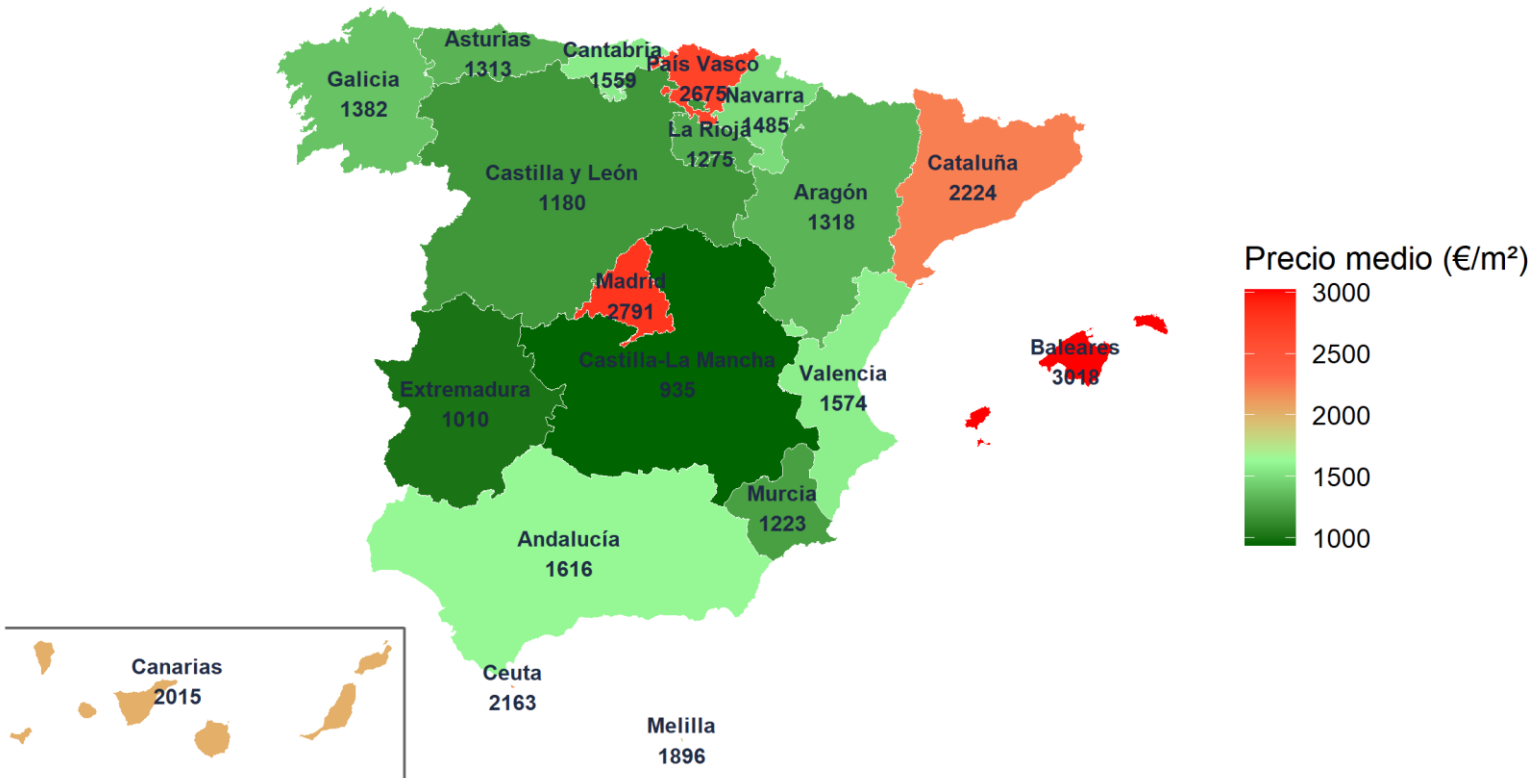 Asturias
1313
Cantabria
1559
País Vasco
2675
Galicia
1382
Navarra
1485
La Rioja
1275
Castilla y León
1180
Aragón
1318
Cataluña
2224
Madrid
2791
Castilla-La Mancha
935
Extremadura
1010
Valencia
1574
Baleares
3018
Murcia
1223
Andalucía
1616
Canarias
2015
Ceuta
2163
Melilla
1896
Precio medio (€/m²)
3000
2500
2000
1500
1000